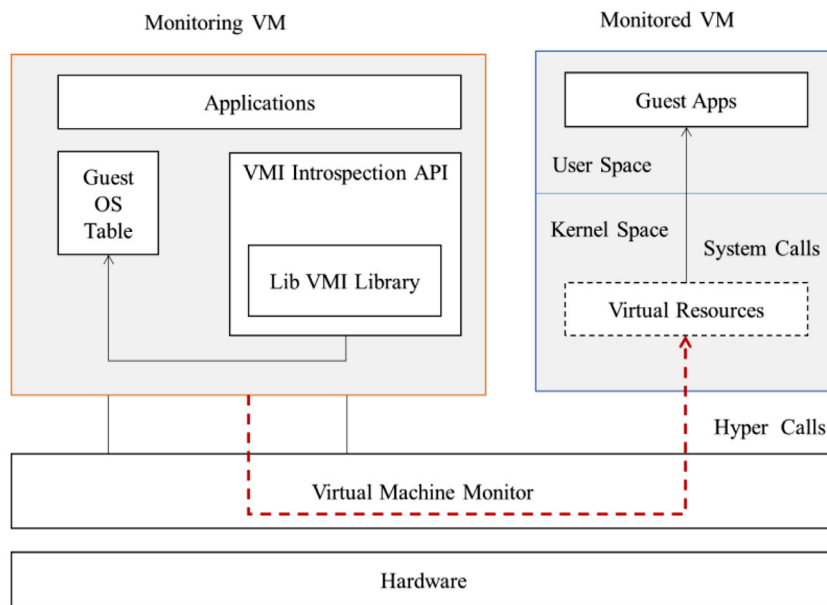 Monitoring VM
Monitored VM
Applications
Guest
OS
Table
VMI Introspection API
Lib VMI Library
Guest Apps
User Space
Kernel Space
System Calls
Virtual Resources
Hyper Calls
Virtual Machine Monitor
Hardware